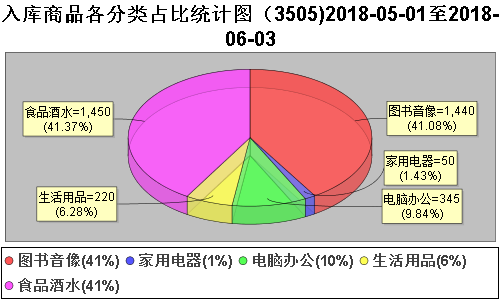 入库商品各分类占比统计图（3505)2018-05-01至2018-
06-03
食品酒水=1,450
(41.37%)
图书音像=1,440
(41.08%)
家用电器=50
(1.43%)
生活用品=220
(6.28%)
电脑办公=345
(9.84%)
图书音像(41%) 家用电器(1%) 电脑办公(10%) 生活用品(6%)
食品酒水(41%)